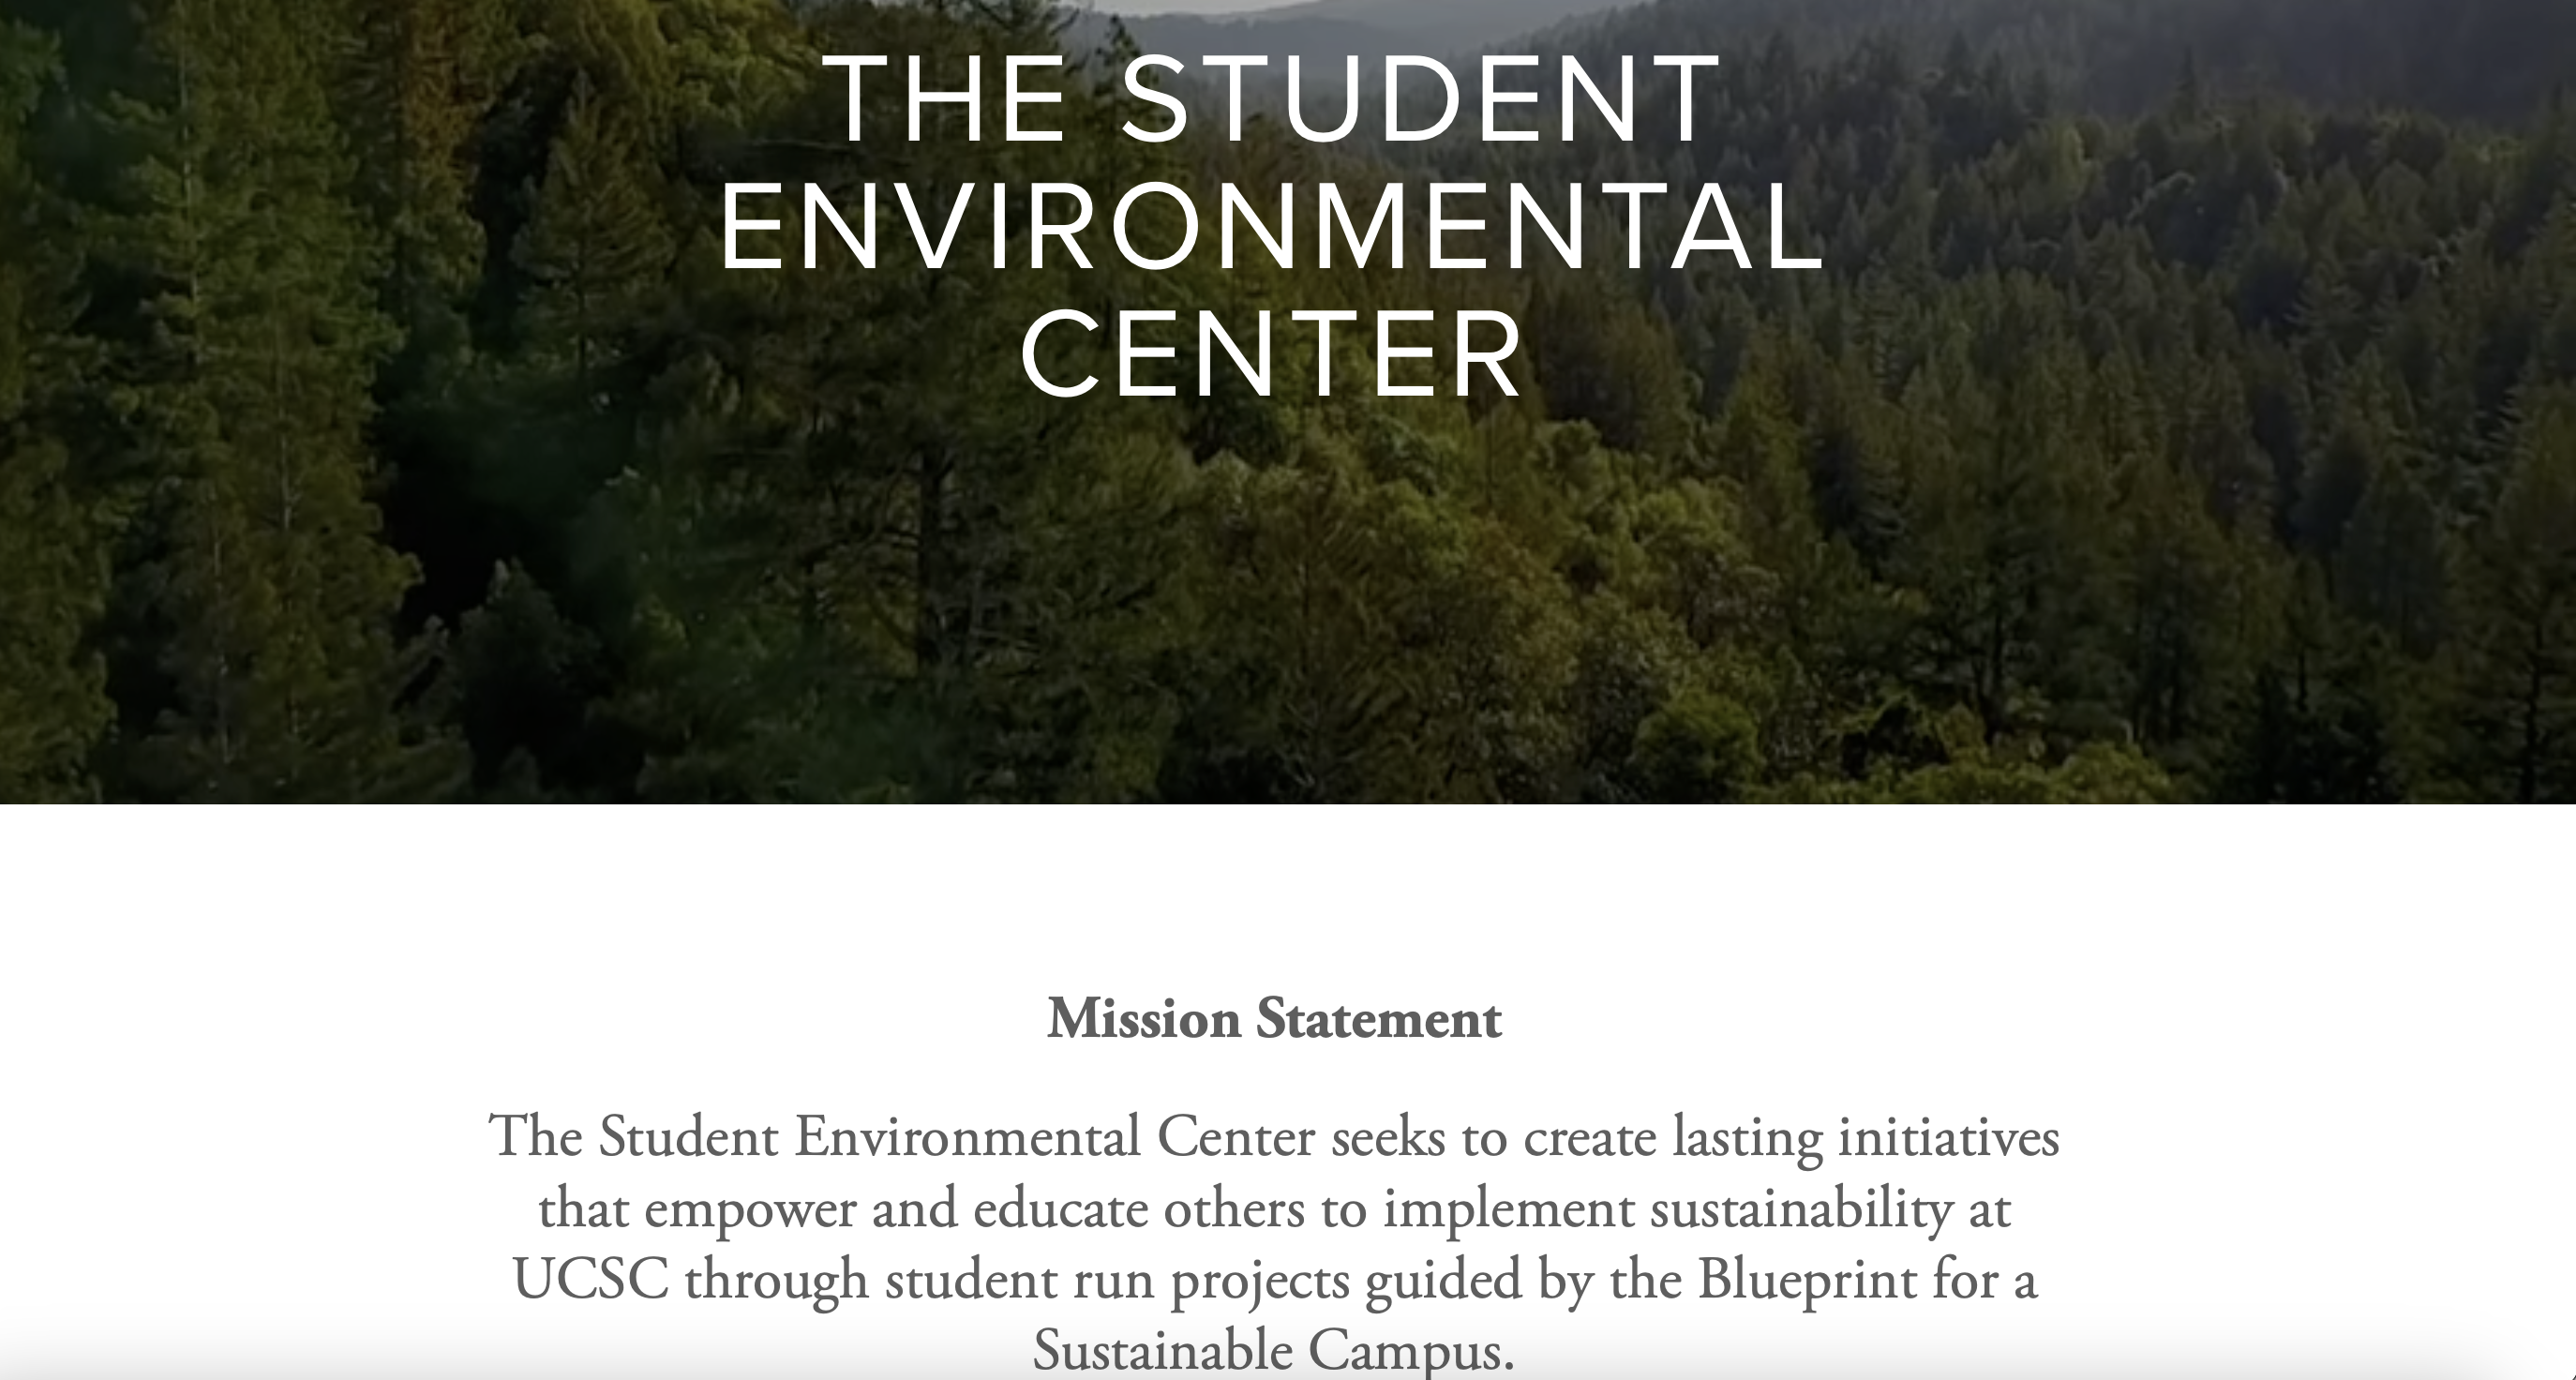 THE STUDENT
ENVIRONMENTAL
CENTER
Mission Statement
The Student Environmental Center seeks to create lasting initiatives
that empower and educate others to implement sustainability at
UCSC through student run projects guided by the Blueprint for a
Sustainable Campus.